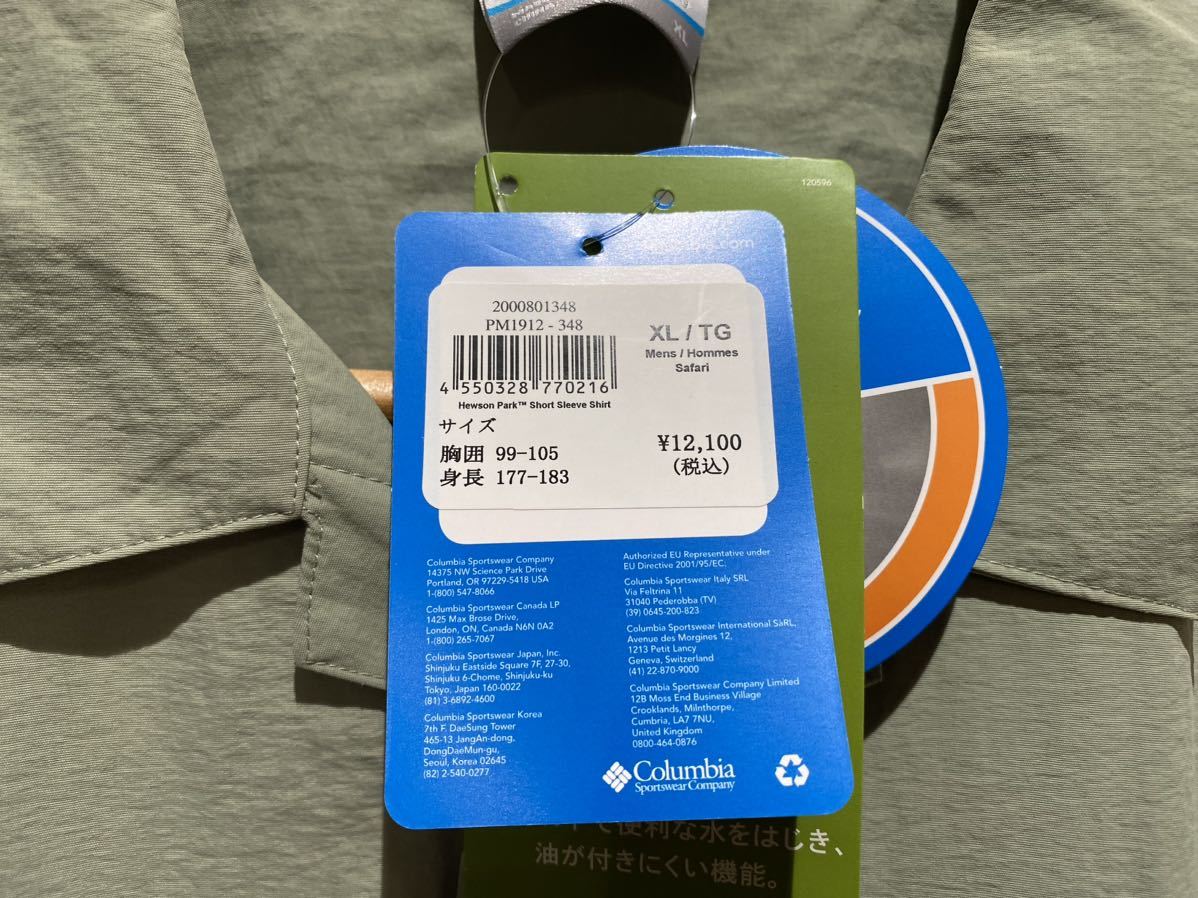 XL
120596
2000801348
PM1912 - 348
4 550328 770216
Hewson Park™ Short Sleeve Shirt
XL / TG
Mens / Hommes
Safari
サイズ
胸囲 99-105
身長 177-183
¥12,100
(税込)
Columbia Sportswear Company
14375 NW Science Park Drive
Portland, OR 97229-5418 USA
1-(800) 547-8066
Columbia Sportswear Canada LP
1425 Max Brose Drive,
London, ON, Canada N6N 0A2
1-(800) 265-7067
Columbia Sportswear Japan, Inc.
Shinjuku Eastside Square 7F, 27-30,
Shinjuku 6-Chome, Shinjuku-ku
Tokyo, Japan 160-0022
(81) 3-6892-4600
Columbia Sportswear Korea
7th F. DaeSung Tower
465-13 JangAn-dong,
DongDaeMun-gu,
Seoul, Korea 02645
(82) 2-540-0277
Authorized EU Representative under
EU Directive 2001/95/EC:
Columbia Sportswear Italy SRL
Via Feltrina 11
31040 Pederobba (TV)
(39) 0645-200-823
Columbia Sportswear International SàRL,
Avenue des Morgines 12,
1213 Petit Lancy
Geneva, Switzerland
(41) 22-870-9000
Columbia Sportswear Company Limited
12B Moss End Business Village
Crooklands, Milnthorpe,
Cumbria, LA7 7NU,
United Kingdom
0800-464-0876
Columbia
Sportswear Company
で便利な水をはじき、
油が付きにくい機能。